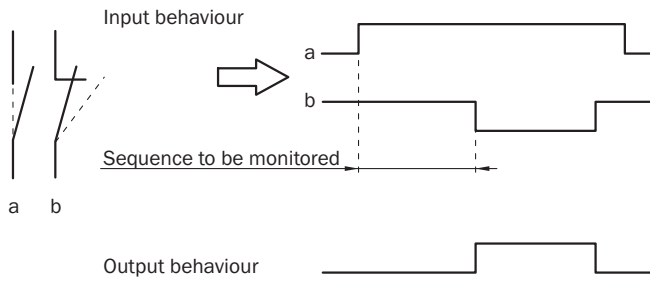 Input behaviour
a
b
Sequence to be monitored
a b
Output behaviour